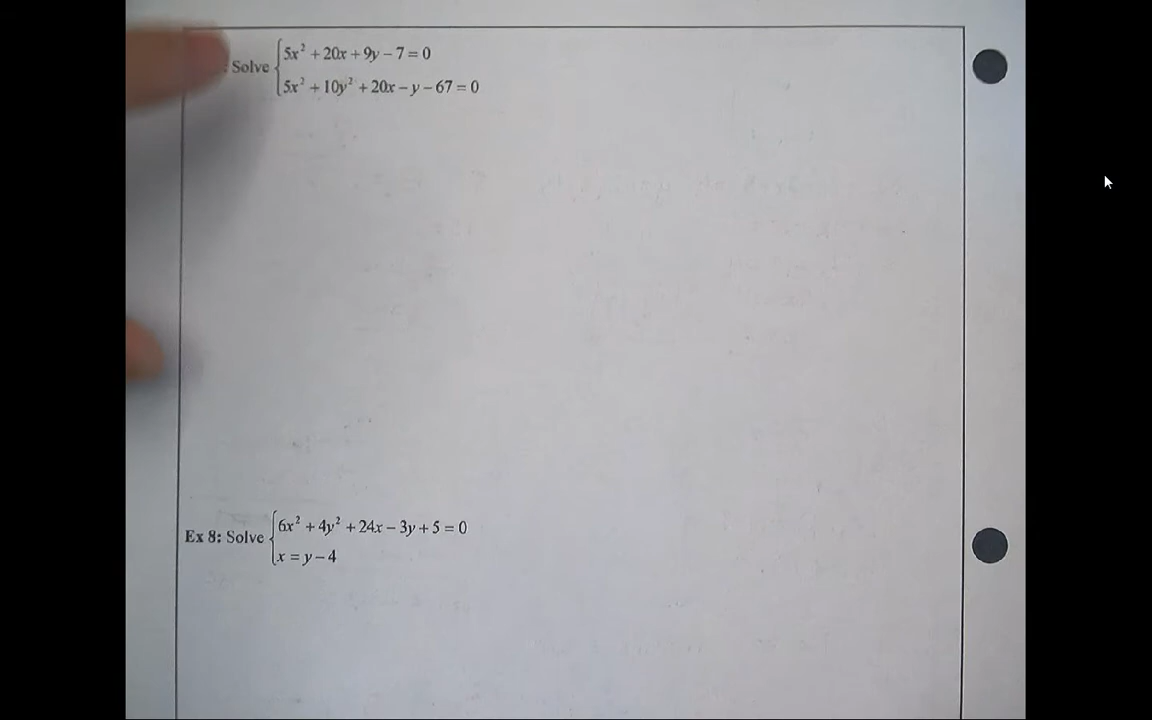 Solve { 5x² + 20x + 9y − 7 = 0
5x² + 10y² + 20x − y − 67 = 0
Ex 8: Solve { 6x² + 4y² + 24x − 3y + 5 = 0
x = y − 4